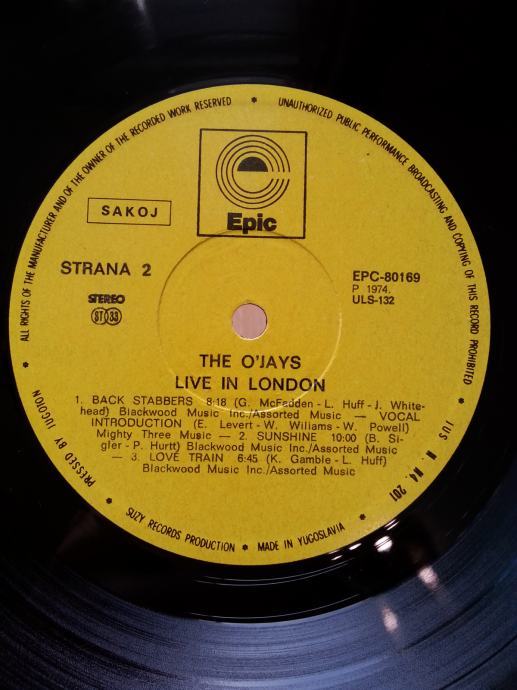 ALL RIGHTS OF THE MANUFACTURER AND OF THE OWNER OF THE RECORDED WORK RESERVED * UNAUTHORIZED PUBLIC PERFORMANCE BROADCASTING AND COPYING OF THIS RECORD PROHIBITED *
Epic
SAKOJ
STRANA 2
STEREO
ST 33
EPC-80169
P 1974.
ULS-132
THE O'JAYS
LIVE IN LONDON
1. BACK STABBERS 8:18 (G. McFadden - L. Huff - J. White-
head) Blackwood Music Inc./Assorted Music — VOCAL
INTRODUCTION (E. Levert - W. Williams - W. Powell)
Mighty Three Music — 2. SUNSHINE 10:00 (B. Si-
gler - P. Hurtt) Blackwood Music Inc./Assorted Music
— 3. LOVE TRAIN 6:45 (K. Gamble - L. Huff)
Blackwood Music Inc./Assorted Music
JUS N. N4. 201
* PRESSED BY JUGOTON * SUZY RECORDS PRODUCTION * MADE IN YUGOSLAVIA *